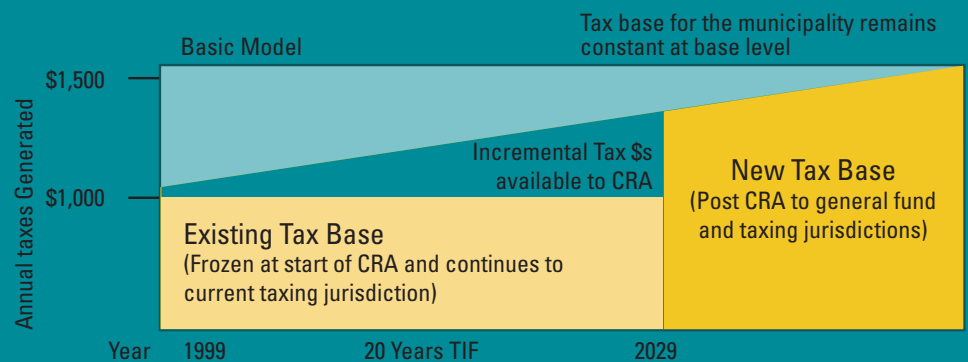 Basic Model
Tax base for the municipality remains
constant at base level
$1,500
Annual taxes Generated
Incremental Tax $s
available to CRA
$1,000
New Tax Base
(Post CRA to general fund
and taxing jurisdictions)
Existing Tax Base
(Frozen at start of CRA and continues to
current taxing jurisdiction)
Year 1999 20 Years TIF 2029